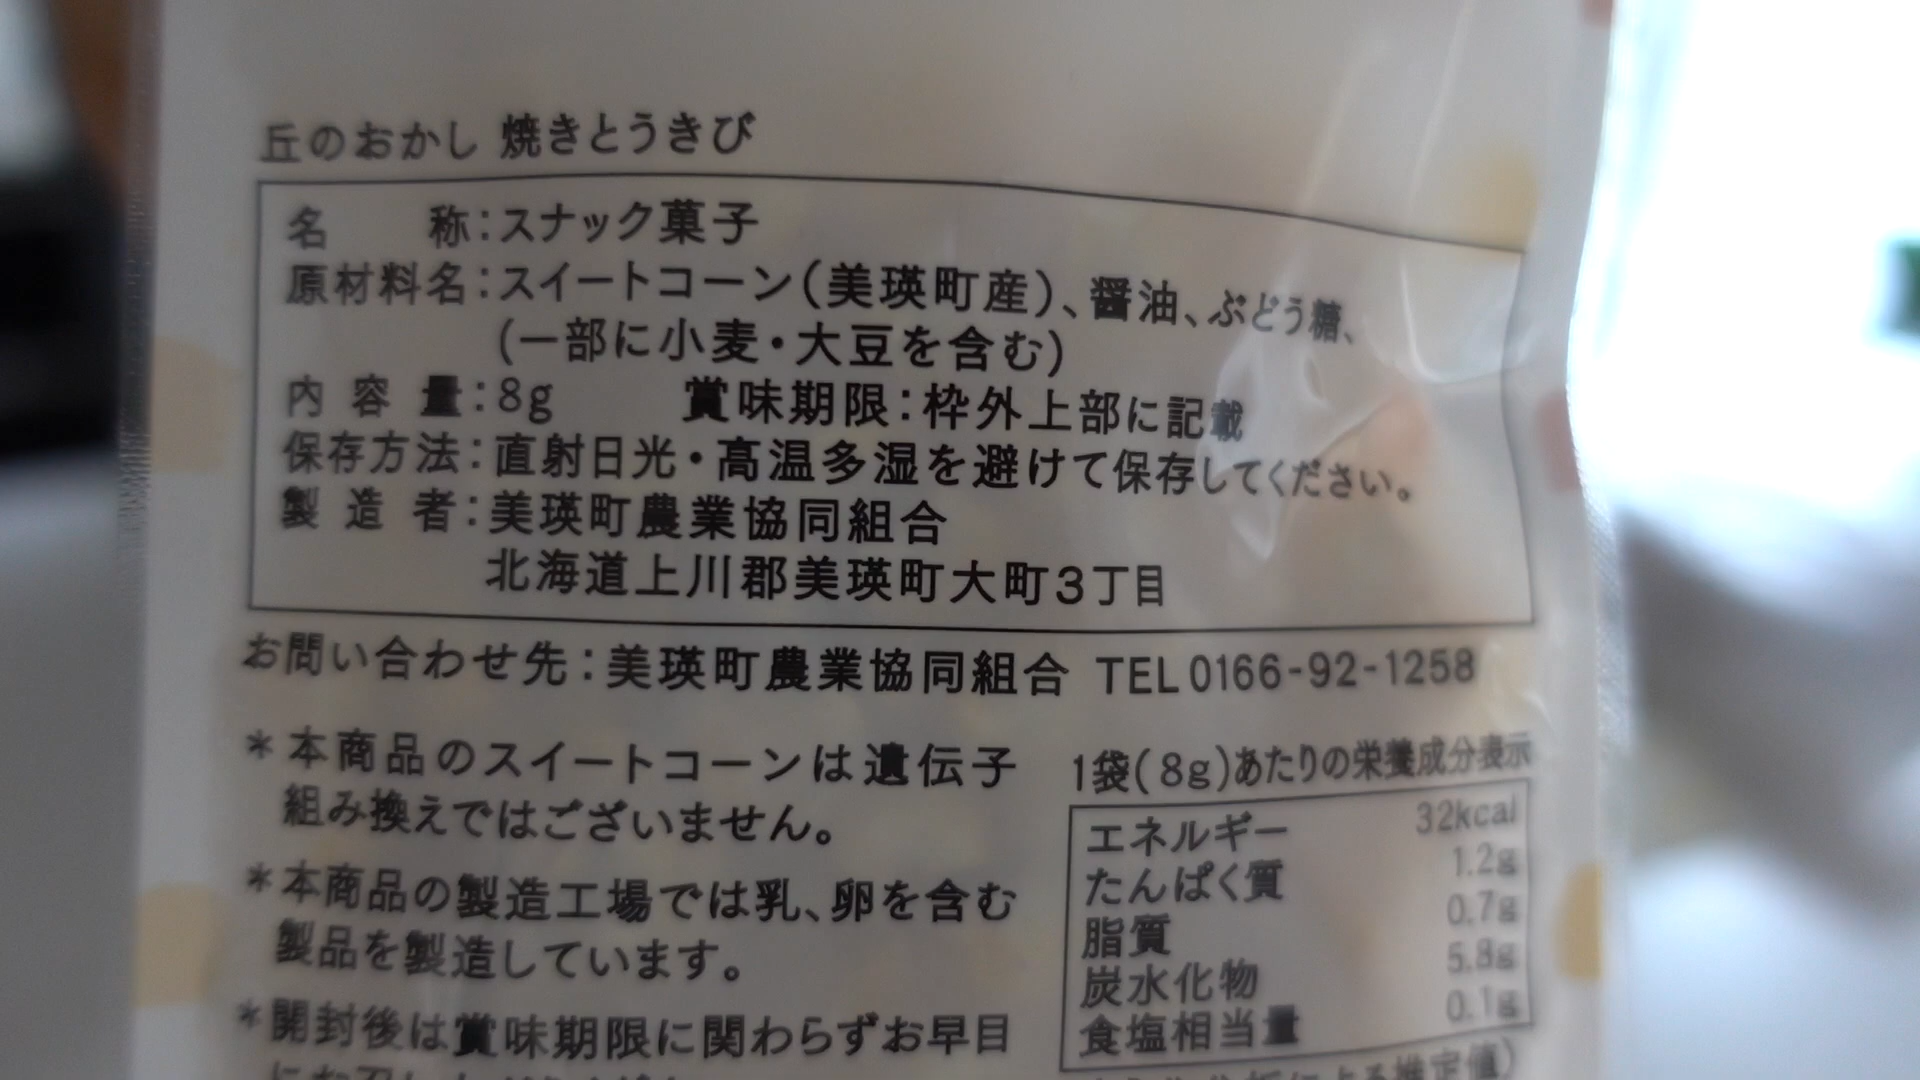 丘のおかし 焼きとうきび
名 称：スナック菓子
原材料名：スイートコーン(美瑛町産)、醤油、ぶどう糖、
(一部に小麦・大豆を含む)
内 容 量：8g 賞味期限：枠外上部に記載
保存方法：直射日光・高温多湿を避けて保存してください。
製 造 者：美瑛町農業協同組合
北海道上川郡美瑛町大町3丁目
お問い合わせ先：美瑛町農業協同組合 TEL0166-92-1258
＊本商品のスイートコーンは遺伝子
組み換えではございません。
＊本商品の製造工場では乳、卵を含む
製品を製造しています。
＊開封後は賞味期限に関わらずお早目
1袋(8g)あたりの栄養成分表示
エネルギー 32kcal
たんぱく質 1.2g
脂質 0.7g
炭水化物 5.8g
食塩相当量 0.1g
による推定値)